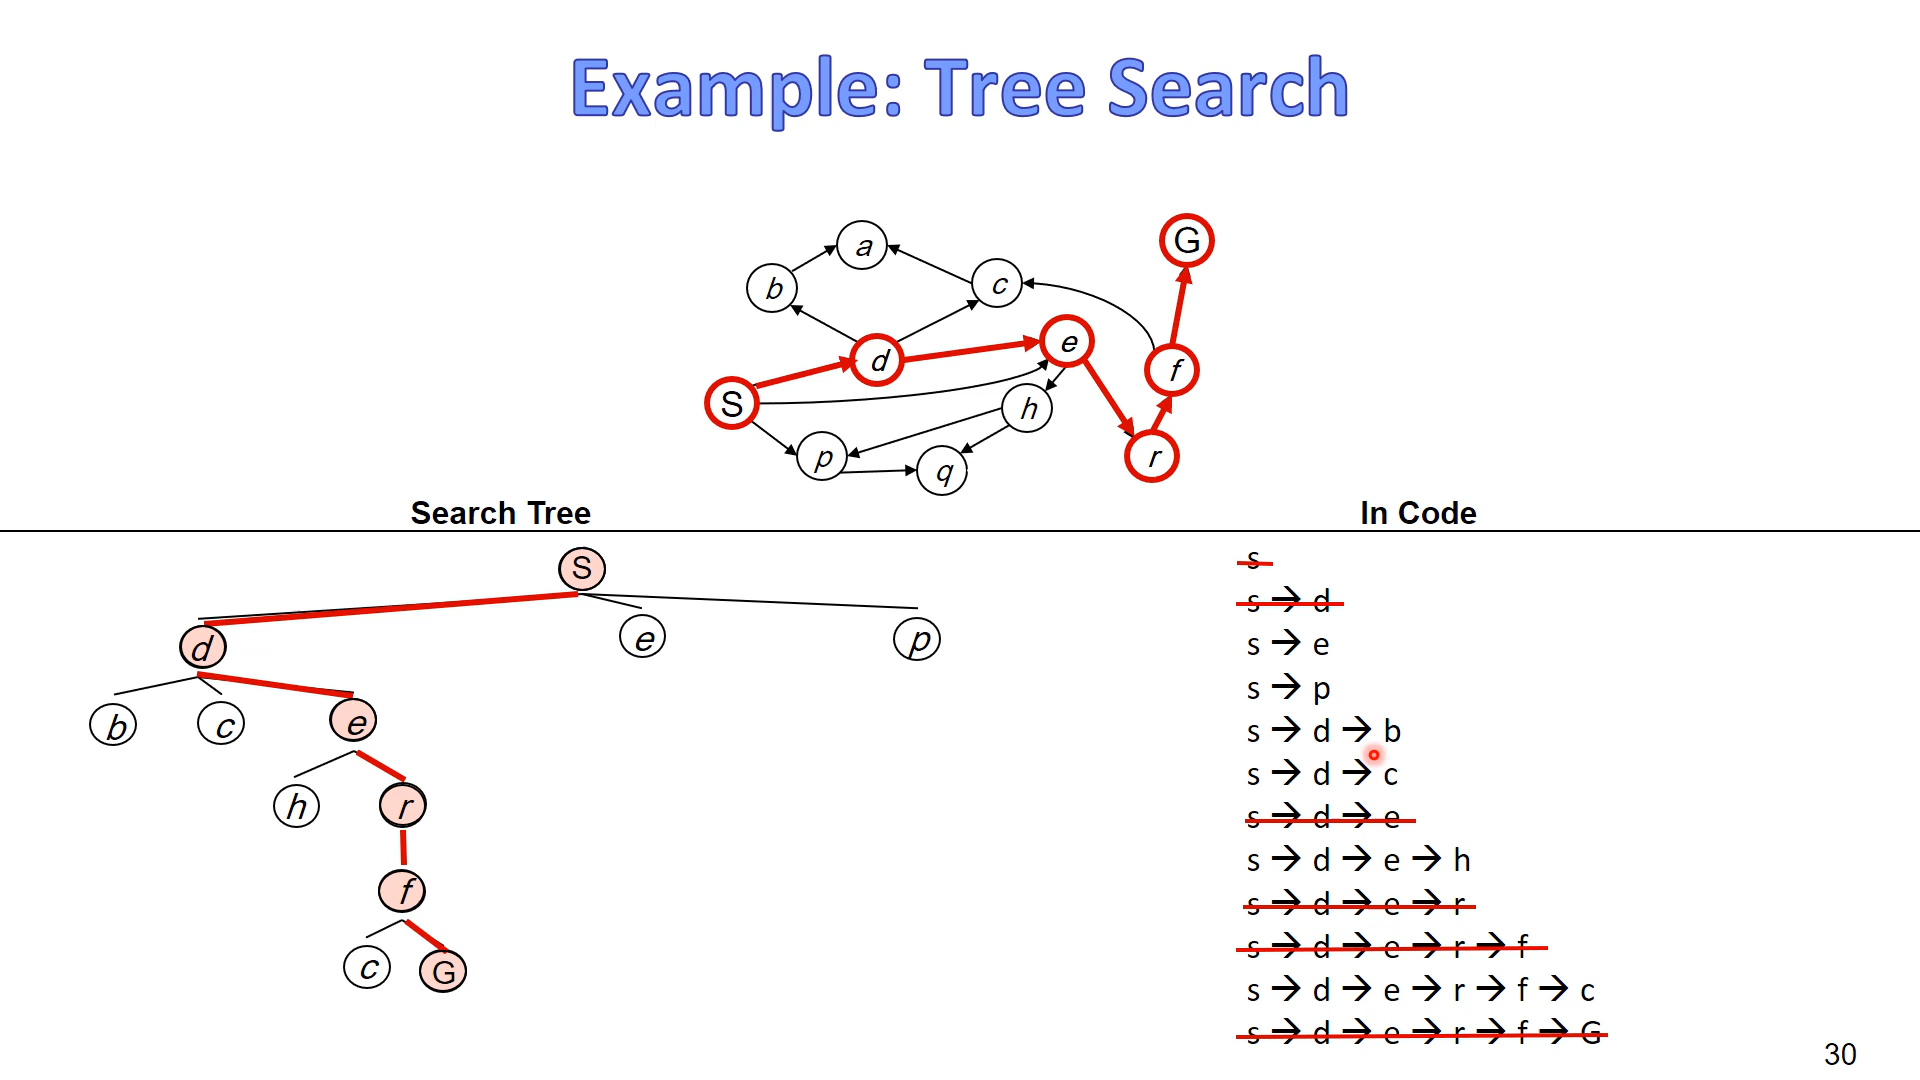 Example: Tree Search
G
a
c
b
e
d
f
S
h
p
q
r
Search Tree
In Code
S
d
e
p
b
c
e
h
r
f
c
G
s
s → d
s → e
s → p
s → d → b
s → d → c
s → d → e
s → d → e → h
s → d → e → r
s → d → e → r → f
s → d → e → r → f → c
s → d → e → r → f → G
30